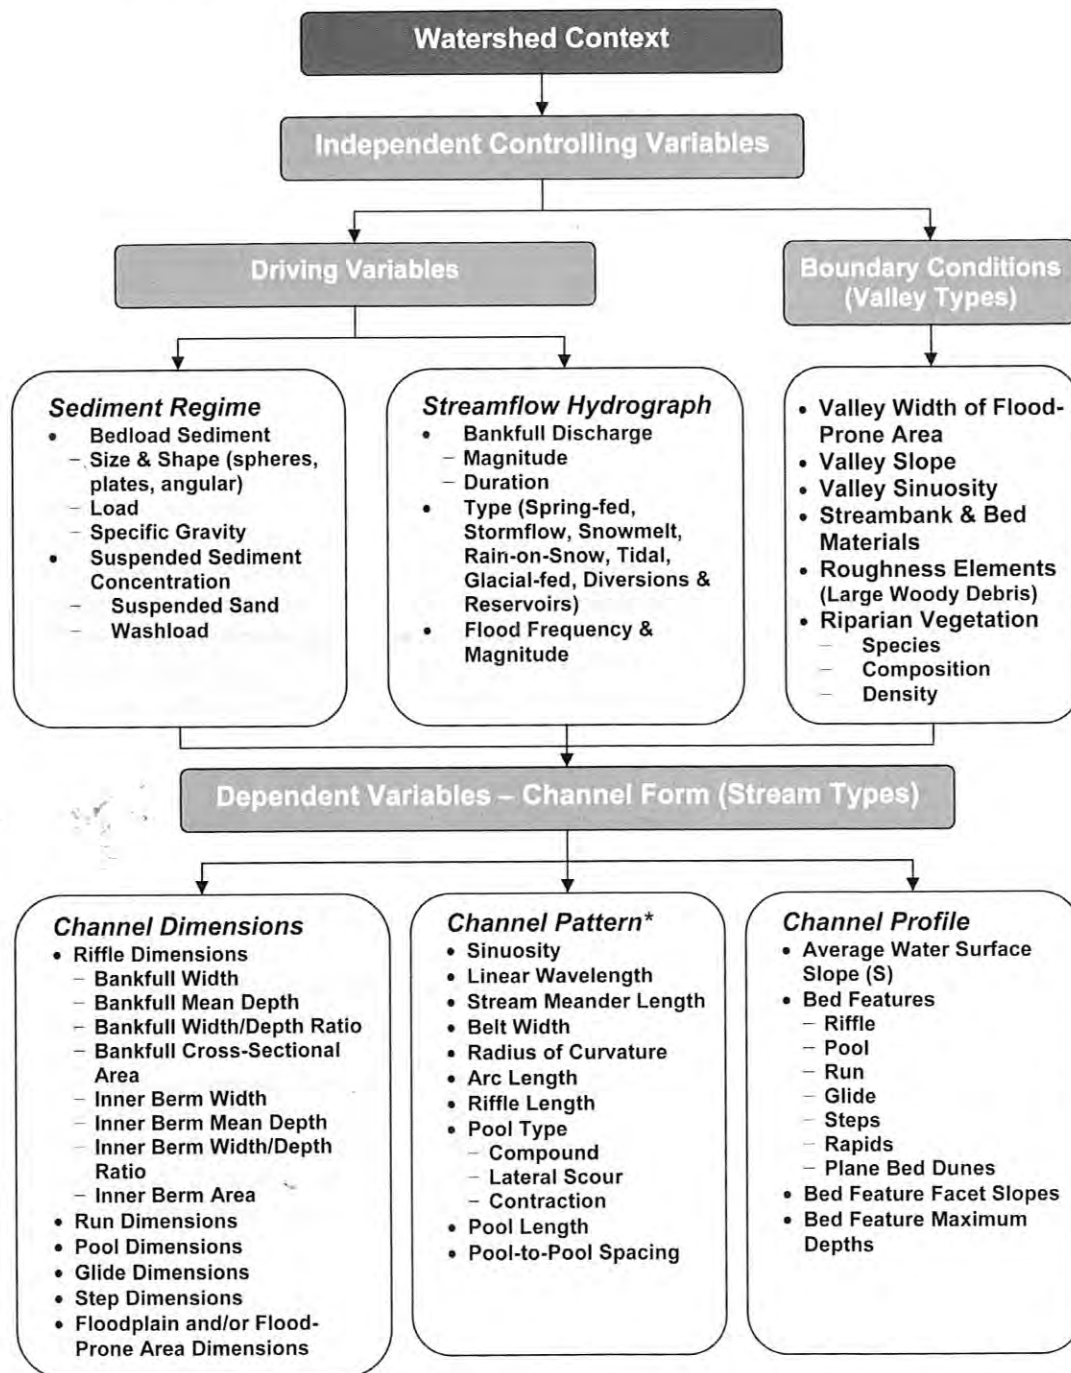 Watershed Context
Independent Controlling Variables
Driving Variables
Boundary Conditions
(Valley Types)
Sediment Regime
• Bedload Sediment
– Size & Shape (spheres,
plates, angular)
– Load
– Specific Gravity
• Suspended Sediment
Concentration
– Suspended Sand
– Washload
Streamflow Hydrograph
• Bankfull Discharge
– Magnitude
– Duration
• Type (Spring-fed,
Stormflow, Snowmelt,
Rain-on-Snow, Tidal,
Glacial-fed, Diversions &
Reservoirs)
• Flood Frequency &
Magnitude
• Valley Width of Flood-
Prone Area
• Valley Slope
• Valley Sinuosity
• Streambank & Bed
Materials
• Roughness Elements
(Large Woody Debris)
• Riparian Vegetation
– Species
– Composition
– Density
Dependent Variables – Channel Form (Stream Types)
Channel Dimensions
• Riffle Dimensions
– Bankfull Width
– Bankfull Mean Depth
– Bankfull Width/Depth Ratio
– Bankfull Cross-Sectional
Area
– Inner Berm Width
– Inner Berm Mean Depth
– Inner Berm Width/Depth
Ratio
– Inner Berm Area
• Run Dimensions
• Pool Dimensions
• Glide Dimensions
• Step Dimensions
• Floodplain and/or Flood-
Prone Area Dimensions
Channel Pattern*
• Sinuosity
• Linear Wavelength
• Stream Meander Length
• Belt Width
• Radius of Curvature
• Arc Length
• Riffle Length
• Pool Type
– Compound
– Lateral Scour
– Contraction
• Pool Length
• Pool-to-Pool Spacing
Channel Profile
• Average Water Surface
Slope (S)
• Bed Features
– Riffle
– Pool
– Run
– Glide
– Steps
– Rapids
– Plane Bed Dunes
• Bed Feature Facet Slopes
• Bed Feature Maximum
Depths